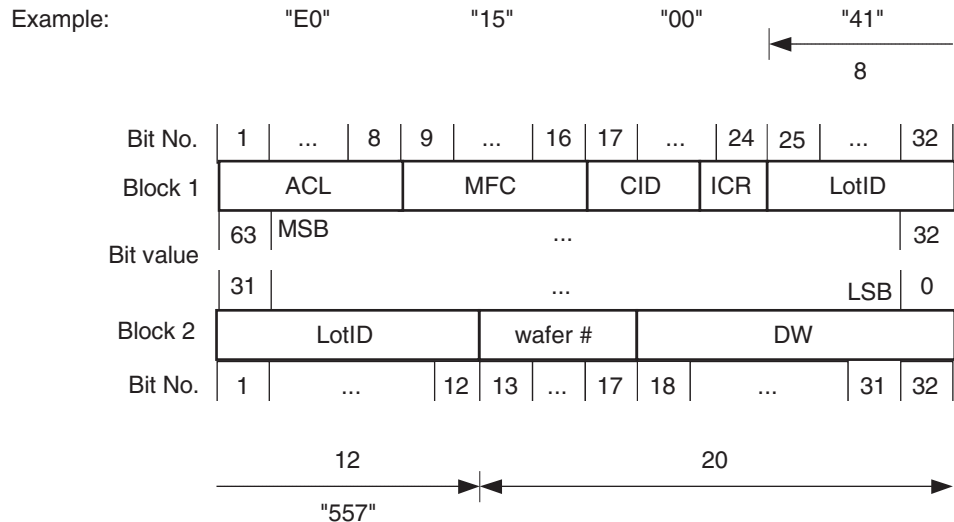 Example: "E0" "15" "00" "41"
8
Bit No. 1 ... 8 9 ... 16 17 ... 24 25 ... 32
Block 1 ACL MFC CID ICR LotID
63 MSB ... 32
Bit value
31 ... LSB 0
Block 2 LotID wafer # DW
Bit No. 1 ... 12 13 ... 17 18 ... 31 32
12 20
"557"